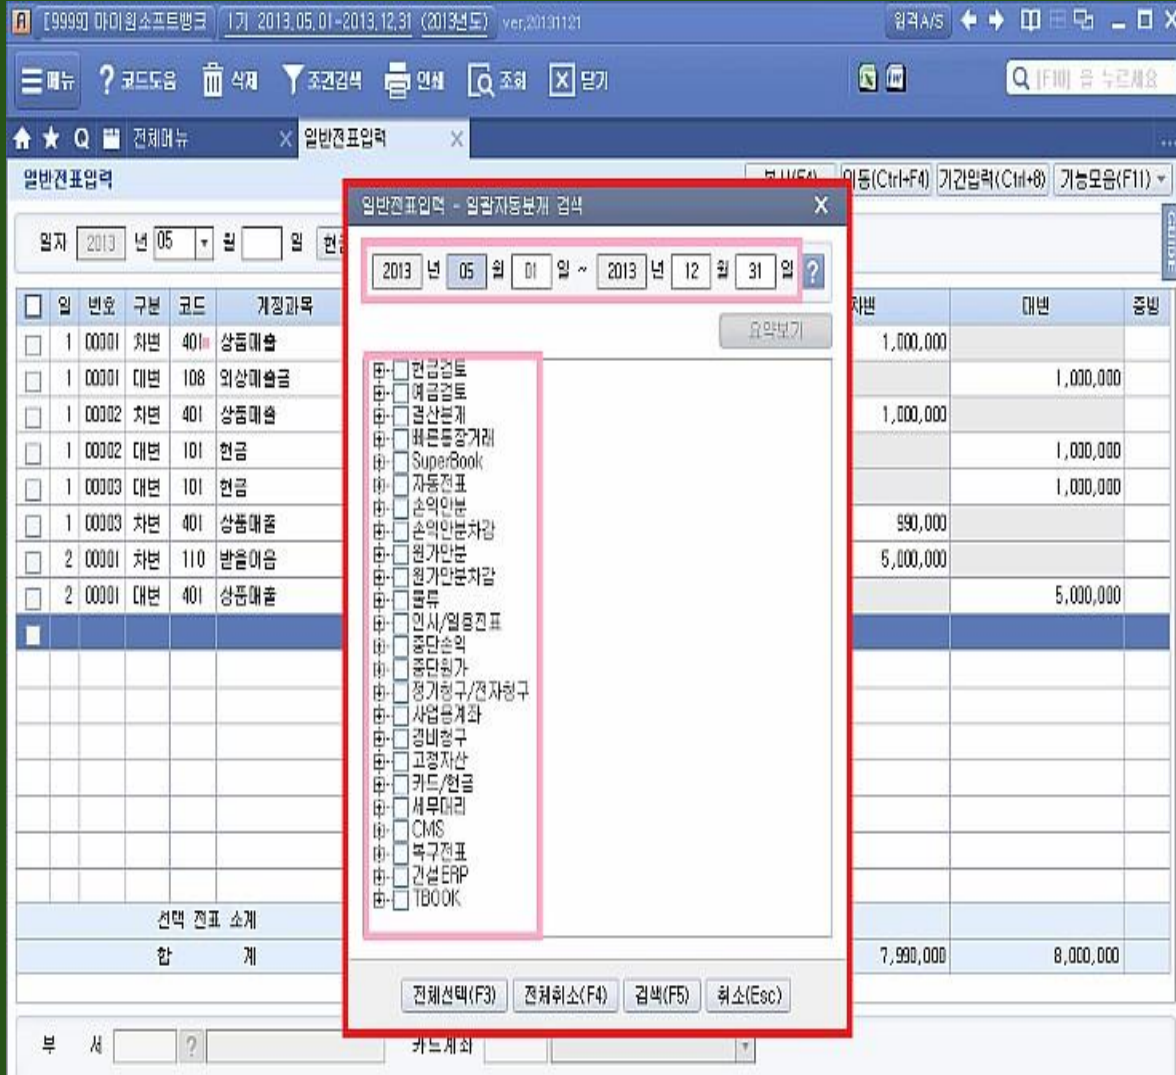 [9999] 아이원소프트뱅크 1기 2013.05.01-2013.12.31 (2013년도) ver,20131121 원격A/S
메뉴 코드도움 삭제 조건검색 인쇄 조회 닫기 [F10] 을 누르세요
전체메뉴 일반전표입력
일반전표입력 이동(Ctrl+F4) 기간입력(Ctrl+8) 기능모음(F11)
일반전표입력 - 일괄자동분개 검색
일자 2013 년 05 월 일
2013 년 05 월 01 일 ~ 2013 년 12 월 31 일 ?
요약보기
일 번호 구분 코드 계정과목 차변 대변 증빙
1 00001 차변 401 상품매출 1,000,000
1 00001 대변 108 외상매출금 1,000,000
1 00002 차변 401 상품매출 1,000,000
1 00002 대변 101 현금 1,000,000
1 00003 대변 101 현금 1,000,000
1 00003 차변 401 상품매출 990,000
2 00001 차변 110 받을어음 5,000,000
2 00001 대변 401 상품매출 5,000,000
현금검토
예금검토
결산분개
빠른통장거래
SuperBook
자동전표
손익안분
손익안분차감
원가안분
원가안분차감
물류
인사/일용전표
중단손익
중단원가
정기청구/전자청구
사업용계좌
경비청구
고정자산
카드/현금
세무대리
CMS
복구전표
건설ERP
TBOOK
선택 전표 소계
합 계 7,990,000 8,000,000
전체선택(F3) 전체취소(F4) 검색(F5) 취소(Esc)
부 서 ? 카드계좌